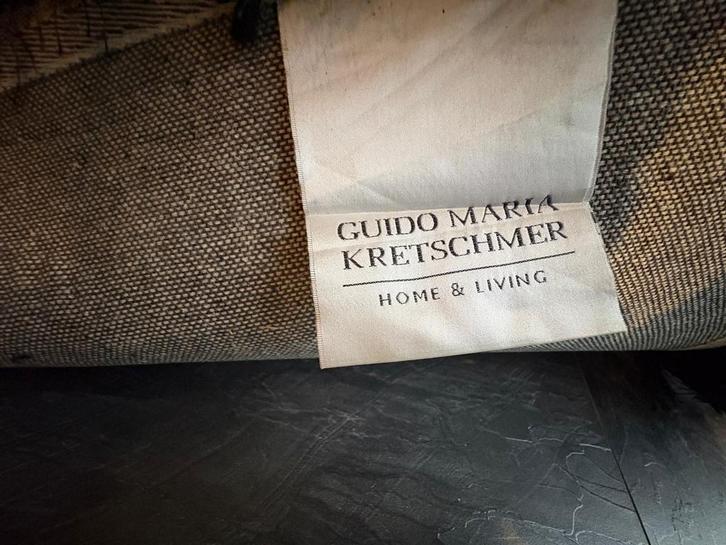 GUIDO MARIA
KRETSCHMER
HOME & LIVING